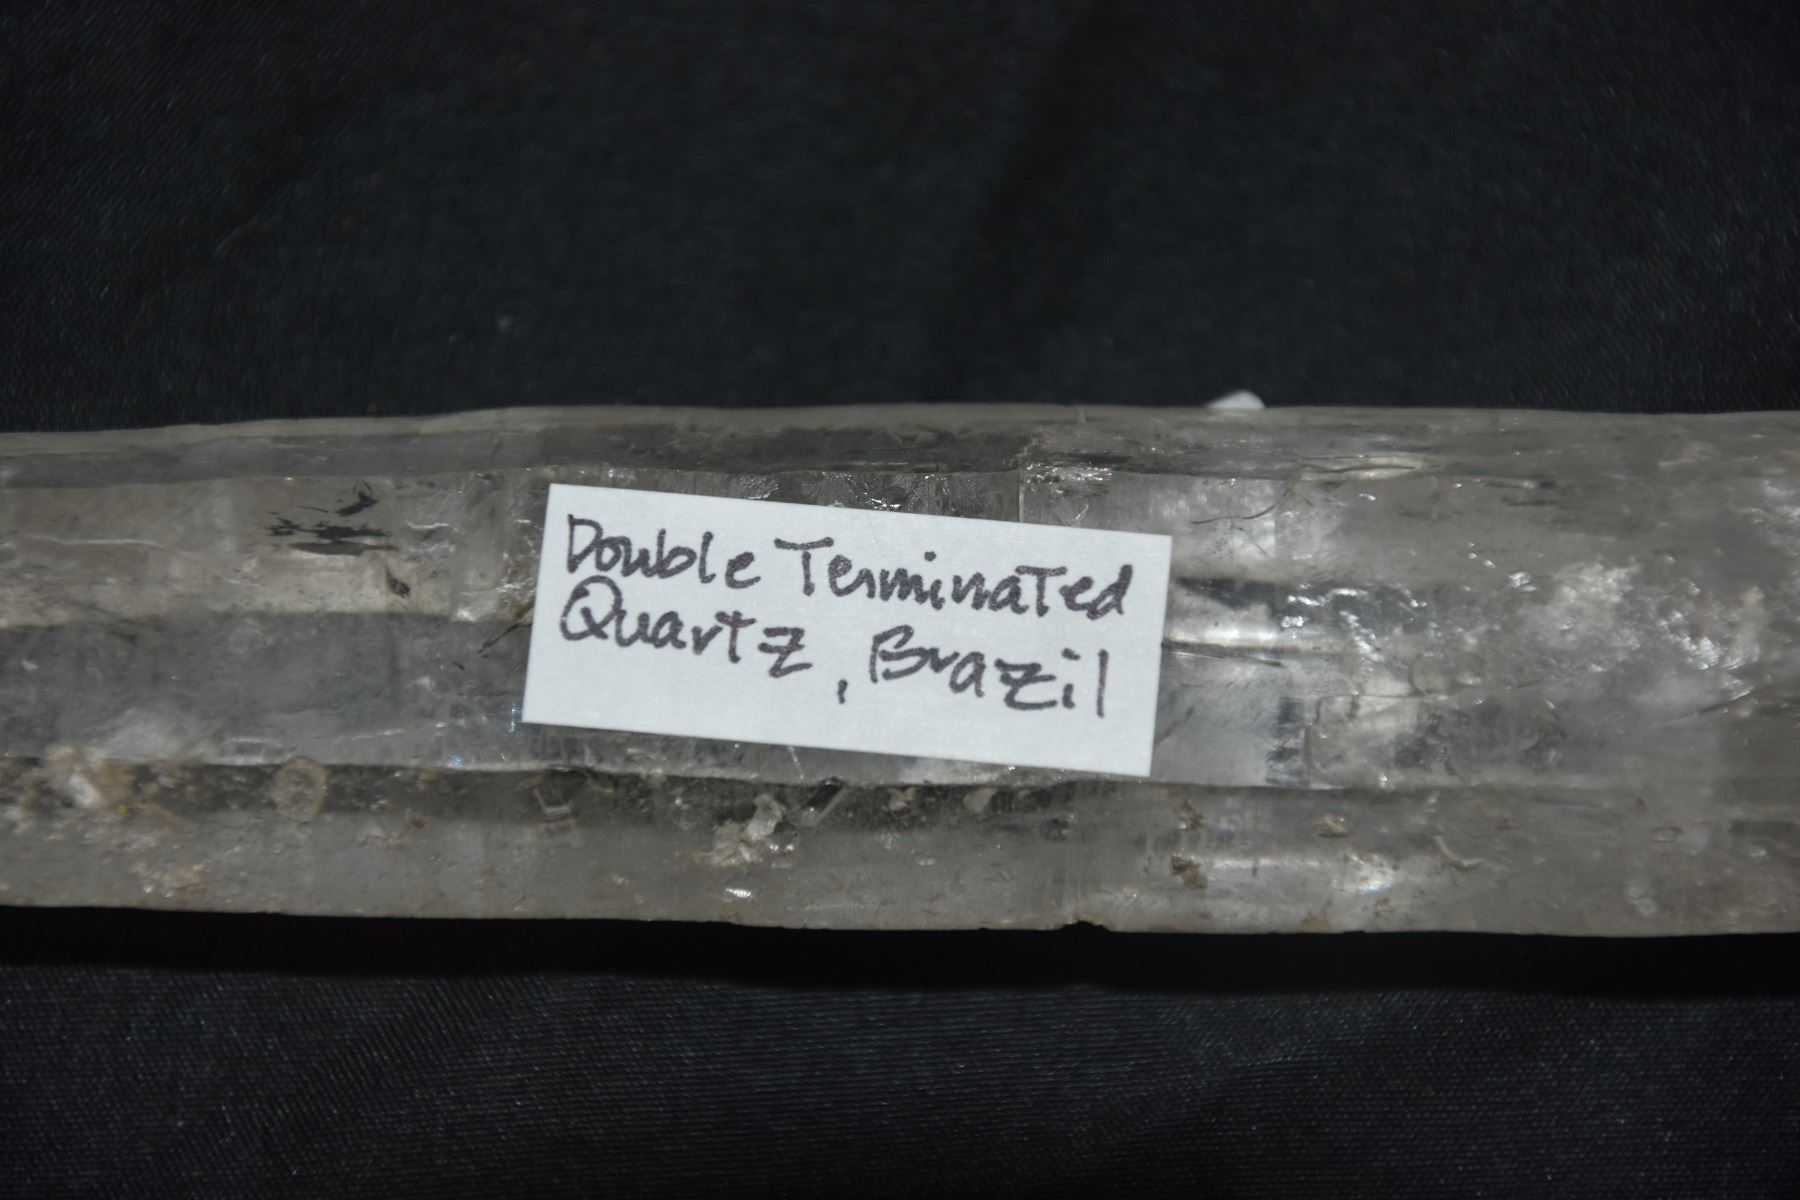 Double Terminated
Quartz, Brazil